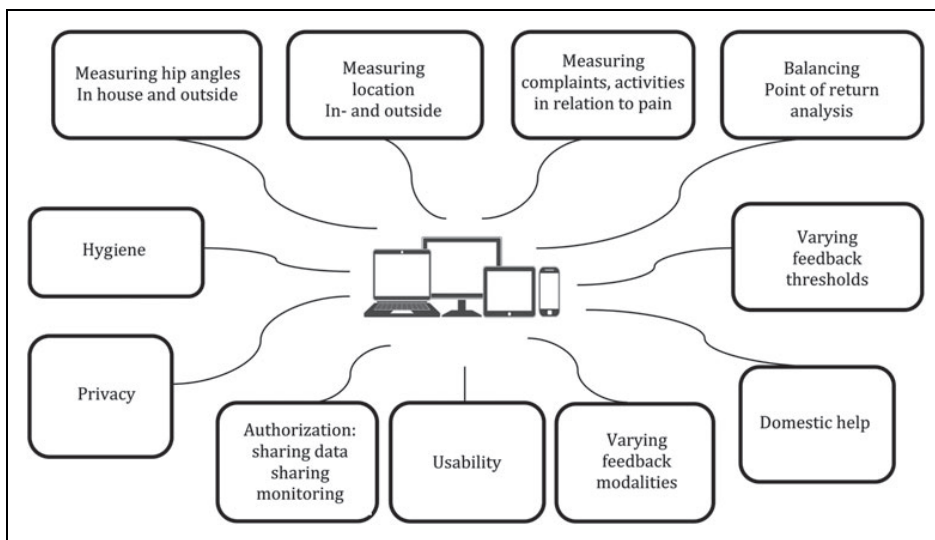 Measuring hip angles
In house and outside
Measuring
location
In- and outside
Measuring
complaints, activities
in relation to pain
Balancing
Point of return
analysis
Hygiene
Varying
feedback
thresholds
Privacy
Authorization:
sharing data
sharing
monitoring
Usability
Varying
feedback
modalities
Domestic help